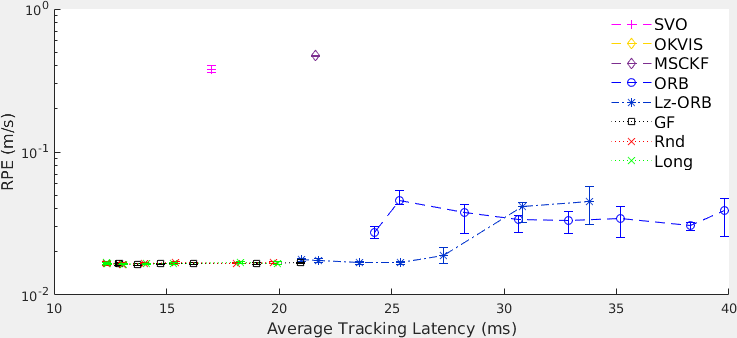 10^0
SVO
OKVIS
MSCKF
ORB
Lz-ORB
GF
Rnd
Long
RPE (m/s)
10^-1
10^-2
10 15 20 25 30 35 40
Average Tracking Latency (ms)